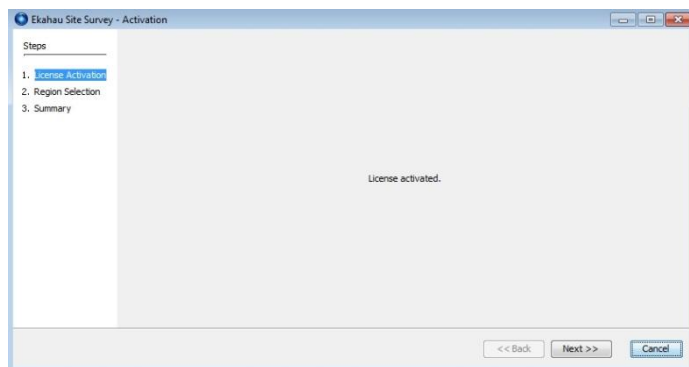 Ekahau Site Survey - Activation
Steps
1. License Activation
2. Region Selection
3. Summary
License activated.
<< Back Next >> Cancel